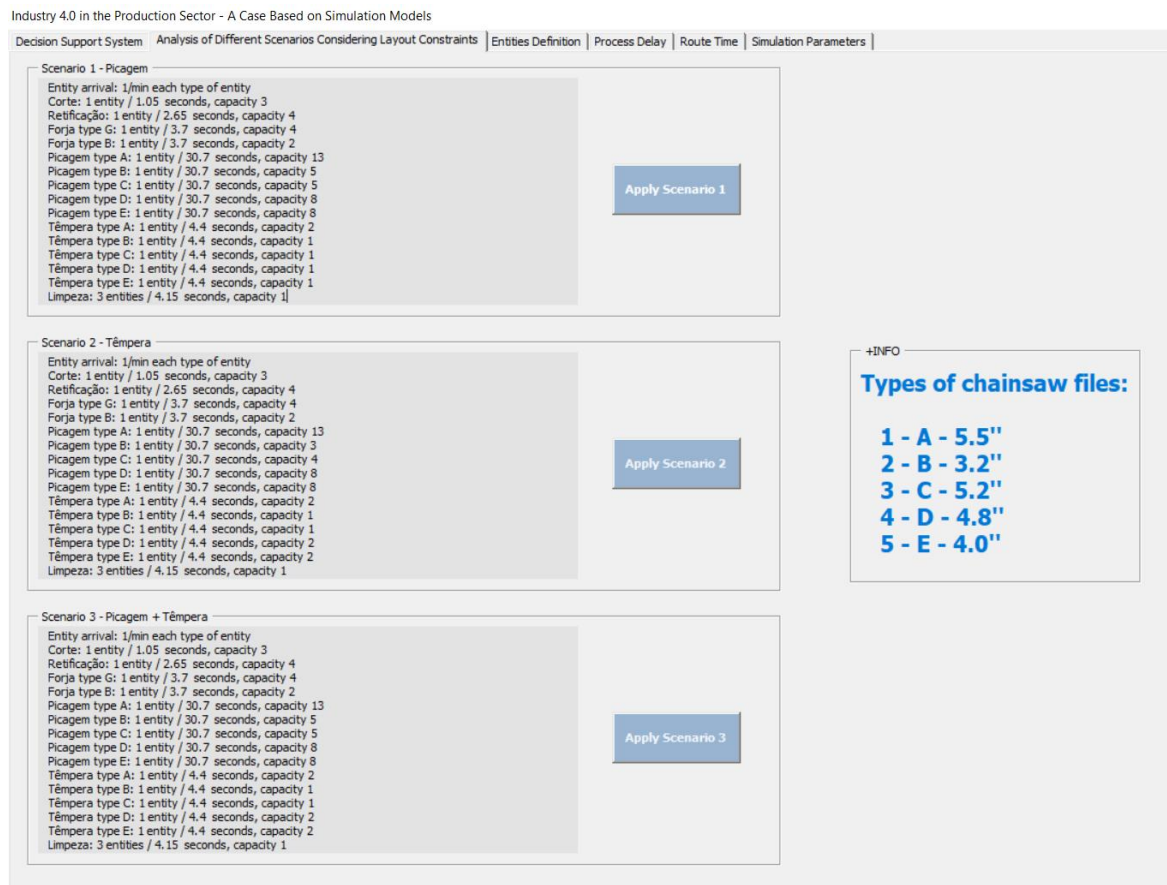 Industry 4.0 in the Production Sector - A Case Based on Simulation Models
Decision Support System Analysis of Different Scenarios Considering Layout Constraints Entities Definition Process Delay Route Time Simulation Parameters
Scenario 1 - Picagem
Entity arrival: 1/min each type of entity
Corte: 1 entity / 1.05 seconds, capacity 3
Retificação: 1 entity / 2.65 seconds, capacity 4
Forja type G: 1 entity / 3.7 seconds, capacity 4
Forja type B: 1 entity / 3.7 seconds, capacity 2
Picagem type A: 1 entity / 30.7 seconds, capacity 13
Picagem type B: 1 entity / 30.7 seconds, capacity 5
Picagem type C: 1 entity / 30.7 seconds, capacity 5
Picagem type D: 1 entity / 30.7 seconds, capacity 8
Picagem type E: 1 entity / 30.7 seconds, capacity 8
Têmpera type A: 1 entity / 4.4 seconds, capacity 2
Têmpera type B: 1 entity / 4.4 seconds, capacity 1
Têmpera type C: 1 entity / 4.4 seconds, capacity 1
Têmpera type D: 1 entity / 4.4 seconds, capacity 1
Têmpera type E: 1 entity / 4.4 seconds, capacity 1
Limpeza: 3 entities / 4.15 seconds, capacity 1
Apply Scenario 1
Scenario 2 - Têmpera
Entity arrival: 1/min each type of entity
Corte: 1 entity / 1.05 seconds, capacity 3
Retificação: 1 entity / 2.65 seconds, capacity 4
Forja type G: 1 entity / 3.7 seconds, capacity 4
Forja type B: 1 entity / 3.7 seconds, capacity 2
Picagem type A: 1 entity / 30.7 seconds, capacity 13
Picagem type B: 1 entity / 30.7 seconds, capacity 3
Picagem type C: 1 entity / 30.7 seconds, capacity 4
Picagem type D: 1 entity / 30.7 seconds, capacity 8
Picagem type E: 1 entity / 30.7 seconds, capacity 8
Têmpera type A: 1 entity / 4.4 seconds, capacity 2
Têmpera type B: 1 entity / 4.4 seconds, capacity 1
Têmpera type C: 1 entity / 4.4 seconds, capacity 1
Têmpera type D: 1 entity / 4.4 seconds, capacity 2
Têmpera type E: 1 entity / 4.4 seconds, capacity 2
Limpeza: 3 entities / 4.15 seconds, capacity 1
Apply Scenario 2
+INFO
Types of chainsaw files:
1 - A - 5.5''
2 - B - 3.2''
3 - C - 5.2''
4 - D - 4.8''
5 - E - 4.0''
Scenario 3 - Picagem + Têmpera
Entity arrival: 1/min each type of entity
Corte: 1 entity / 1.05 seconds, capacity 3
Retificação: 1 entity / 2.65 seconds, capacity 4
Forja type G: 1 entity / 3.7 seconds, capacity 4
Forja type B: 1 entity / 3.7 seconds, capacity 2
Picagem type A: 1 entity / 30.7 seconds, capacity 13
Picagem type B: 1 entity / 30.7 seconds, capacity 5
Picagem type C: 1 entity / 30.7 seconds, capacity 5
Picagem type D: 1 entity / 30.7 seconds, capacity 8
Picagem type E: 1 entity / 30.7 seconds, capacity 8
Têmpera type A: 1 entity / 4.4 seconds, capacity 2
Têmpera type B: 1 entity / 4.4 seconds, capacity 1
Têmpera type C: 1 entity / 4.4 seconds, capacity 1
Têmpera type D: 1 entity / 4.4 seconds, capacity 2
Têmpera type E: 1 entity / 4.4 seconds, capacity 2
Limpeza: 3 entities / 4.15 seconds, capacity 1
Apply Scenario 3